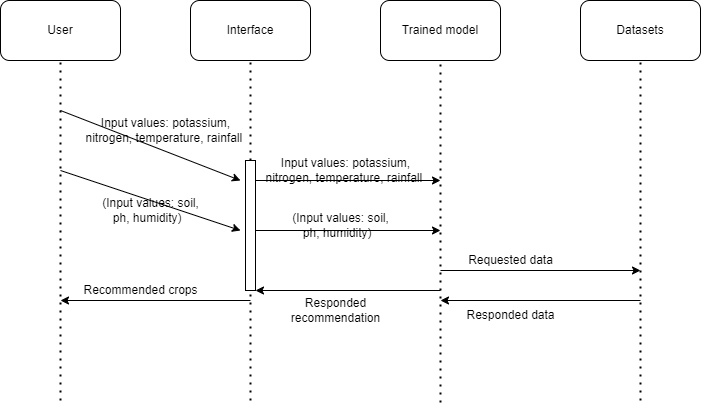 User
Interface
Trained model
Datasets
Input values: potassium,
nitrogen, temperature, rainfall
Input values: potassium,
nitrogen, temperature, rainfall
(Input values: soil,
ph, humidity)
(Input values: soil,
ph, humidity)
Requested data
Recommended crops
Responded
recommendation
Responded data